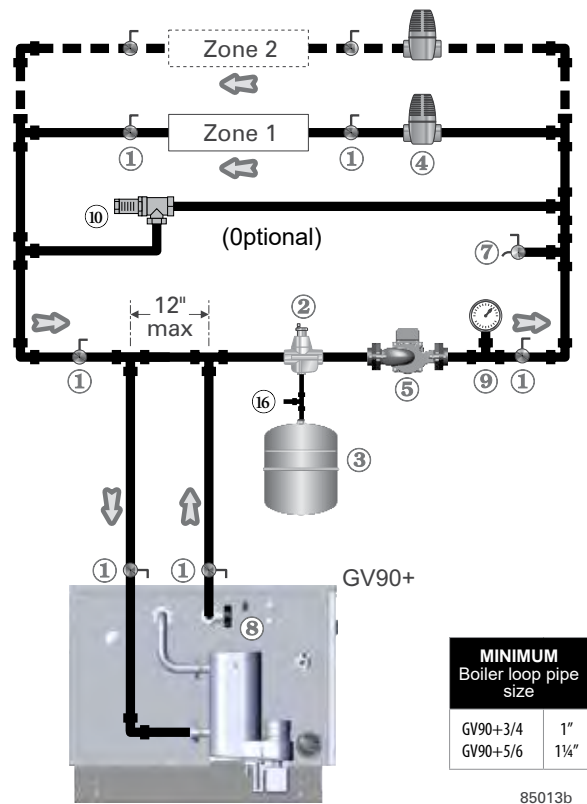 Zone 2
Zone 1
①
①
④
⑩
(0ptional)
⑦
12"
max
②
①
⑤
⑨
①
⑯
③
①
①
GV90+
⑧
MINIMUM
Boiler loop pipe
size
GV90+3/4 1"
GV90+5/6 1¼"
85013b